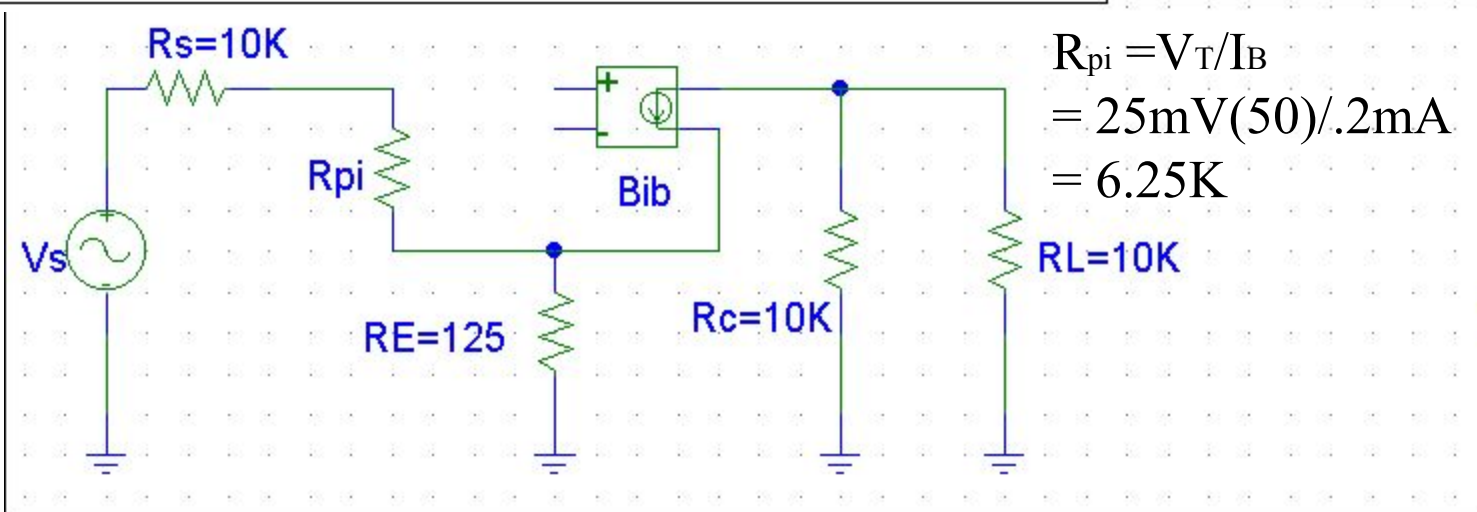 Rs=10K
Rpi =VT/IB
= 25mV(50)/.2mA
= 6.25K
+
-
Rpi
Bib
+
Vs
-
RL=10K
Rc=10K
RE=125